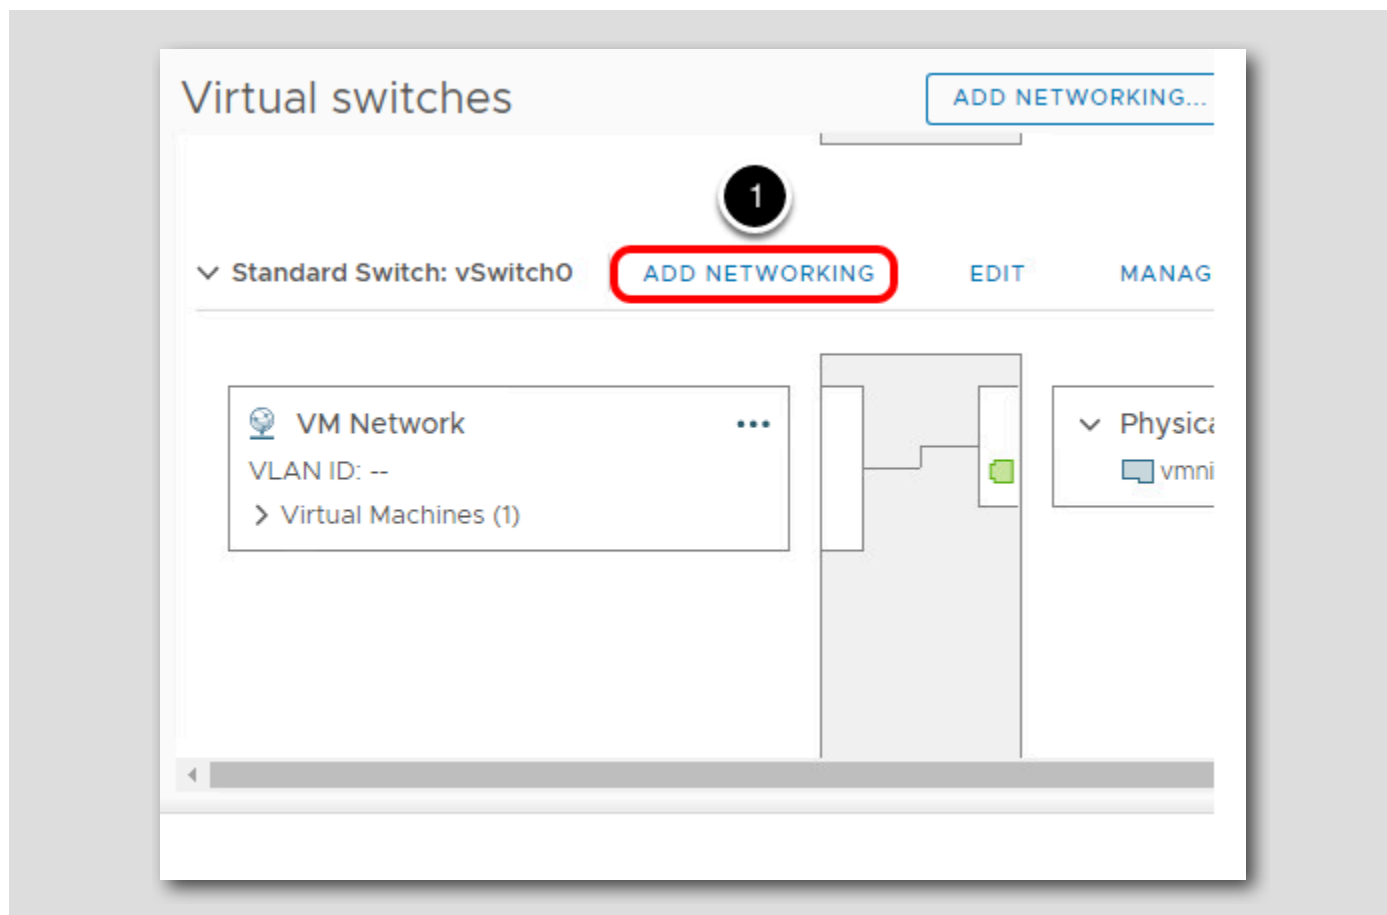 Virtual switches
ADD NETWORKING...
1
Standard Switch: vSwitch0
ADD NETWORKING
EDIT
MANAG
VM Network
...
VLAN ID: --
Virtual Machines (1)
Physica
vmni